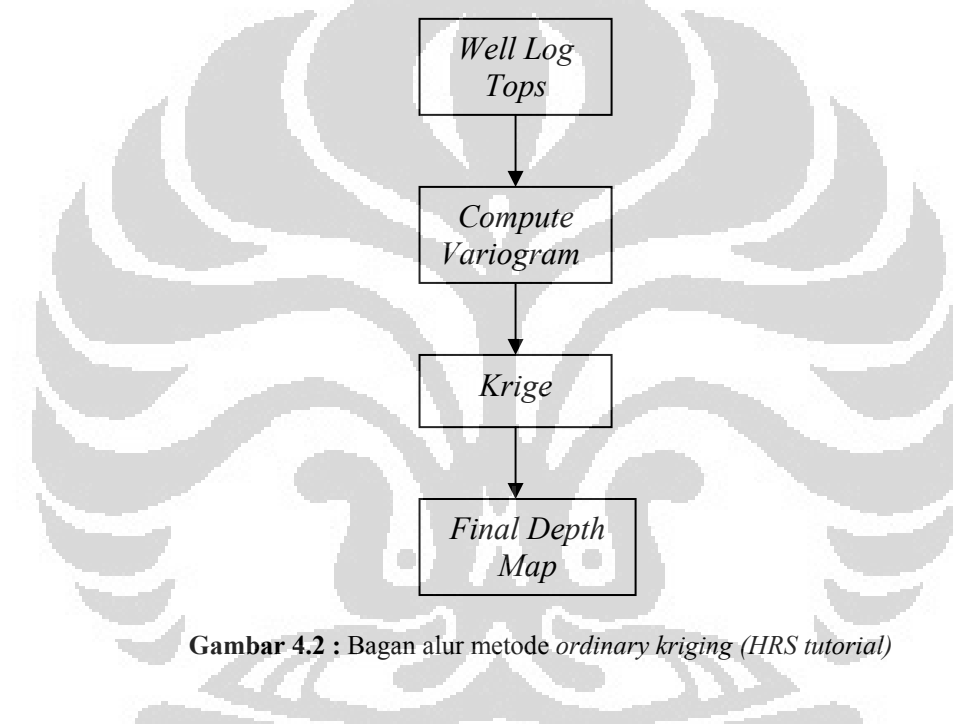 Well Log
Tops
Compute
Variogram
Krige
Final Depth
Map
Gambar 4.2 : Bagan alur metode ordinary kriging (HRS tutorial)